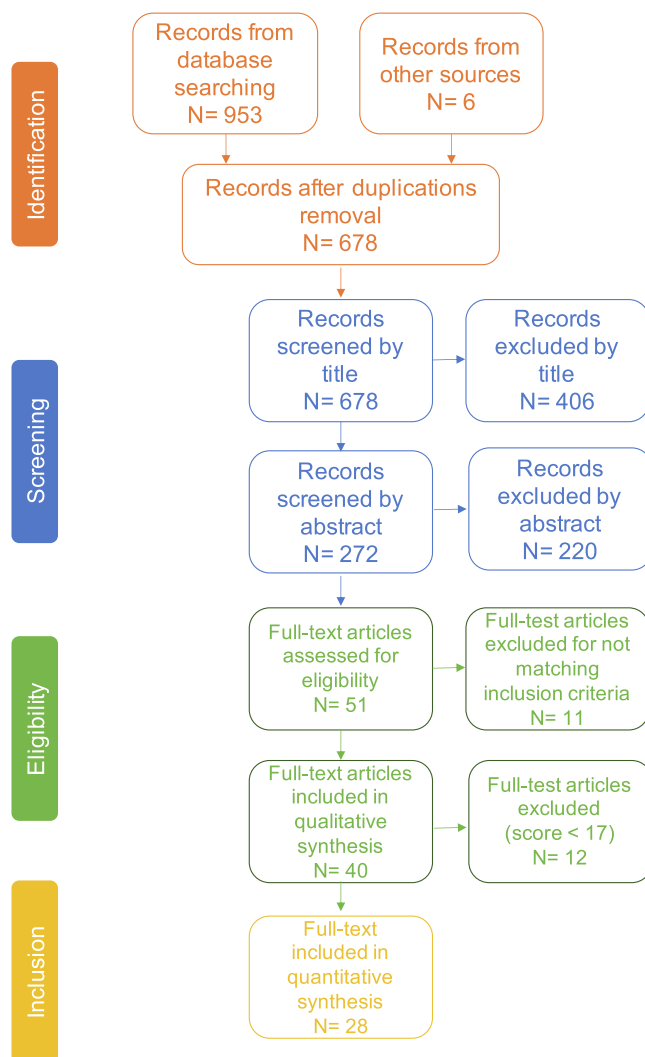 Records from
database
searching
N= 953
Records from
other sources
N= 6
Identification
Records after duplications
removal
N= 678
Records
screened by
title
N= 678
Records
excluded by
title
N= 406
Screening
Records
screened by
abstract
N= 272
Records
excluded by
abstract
N= 220
Full-text articles
assessed for
eligibility
N= 51
Full-test articles
excluded for not
matching
inclusion criteria
N= 11
Eligibility
Full-text articles
included in
qualitative
synthesis
N= 40
Full-test articles
excluded
(score < 17)
N= 12
Inclusion
Full-text
included in
quantitative
synthesis
N= 28